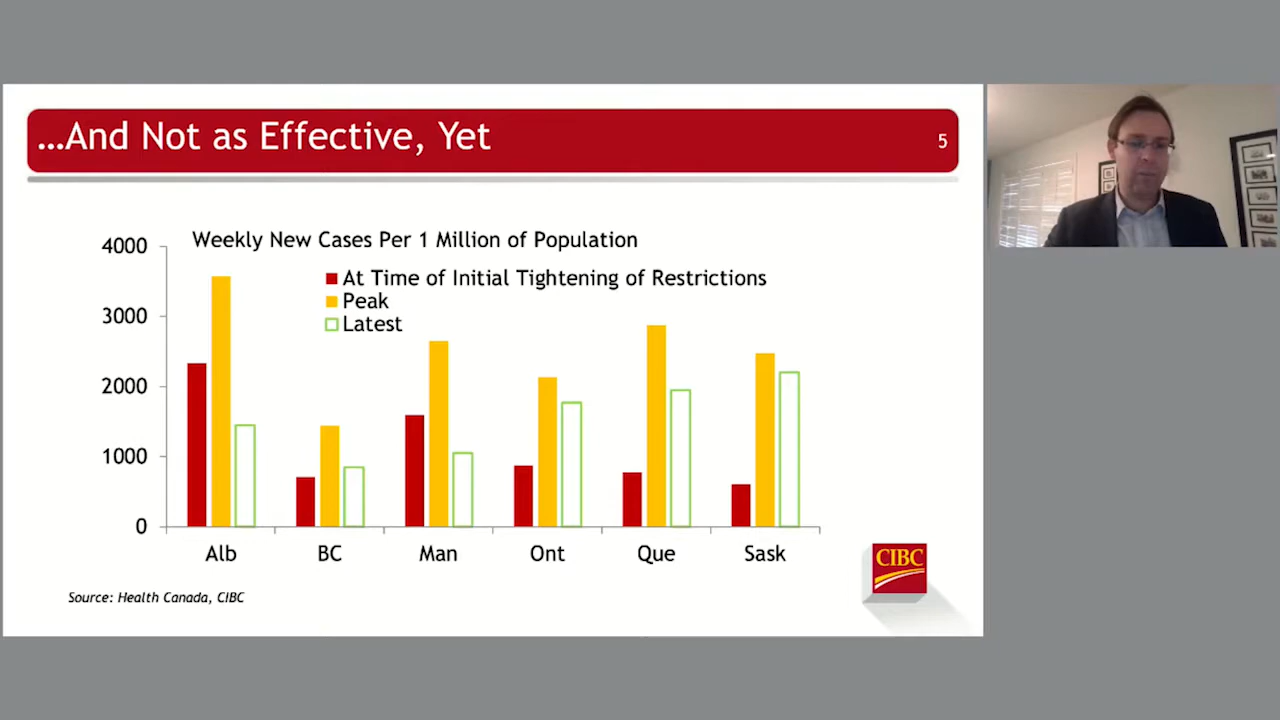 …And Not as Effective, Yet
5
Weekly New Cases Per 1 Million of Population
At Time of Initial Tightening of Restrictions
Peak
Latest
4000
3000
2000
1000
0
Alb BC Man Ont Que Sask
Source: Health Canada, CIBC
CIBC